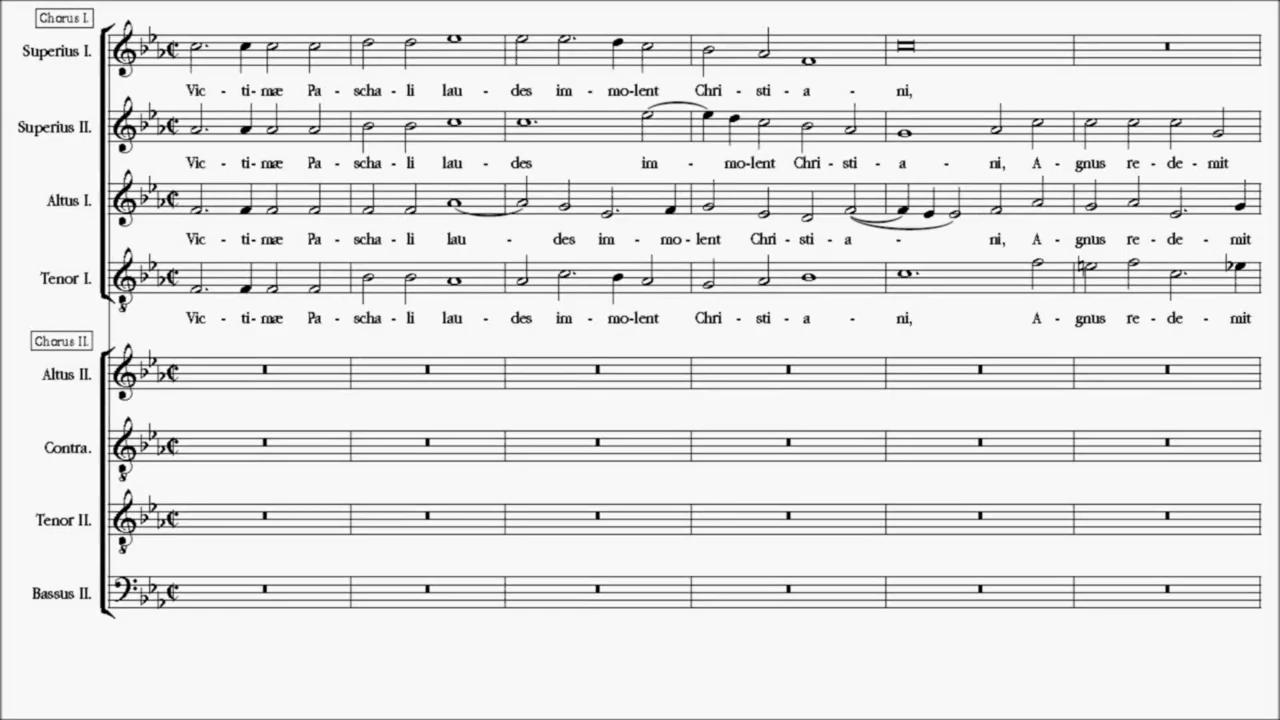 Chorus I.
Superius I.
Vic - ti-mæ Pa - scha - li lau - des im - mo-lent Chri - sti - a - ni,
Superius II.
Vic - ti-mæ Pa - scha - li lau - des im - mo-lent Chri - sti - a - ni, A - gnus re - de - mit
Altus I.
Vic - ti-mæ Pa - scha - li lau - des im - mo - lent Chri - sti - a - ni, A - gnus re - de - mit
Tenor I.
Vic - ti-mæ Pa - scha - li lau - des im - mo-lent Chri - sti - a - ni, A - gnus re - de - mit
Chorus II.
Altus II.
Contra.
Tenor II.
Bassus II.